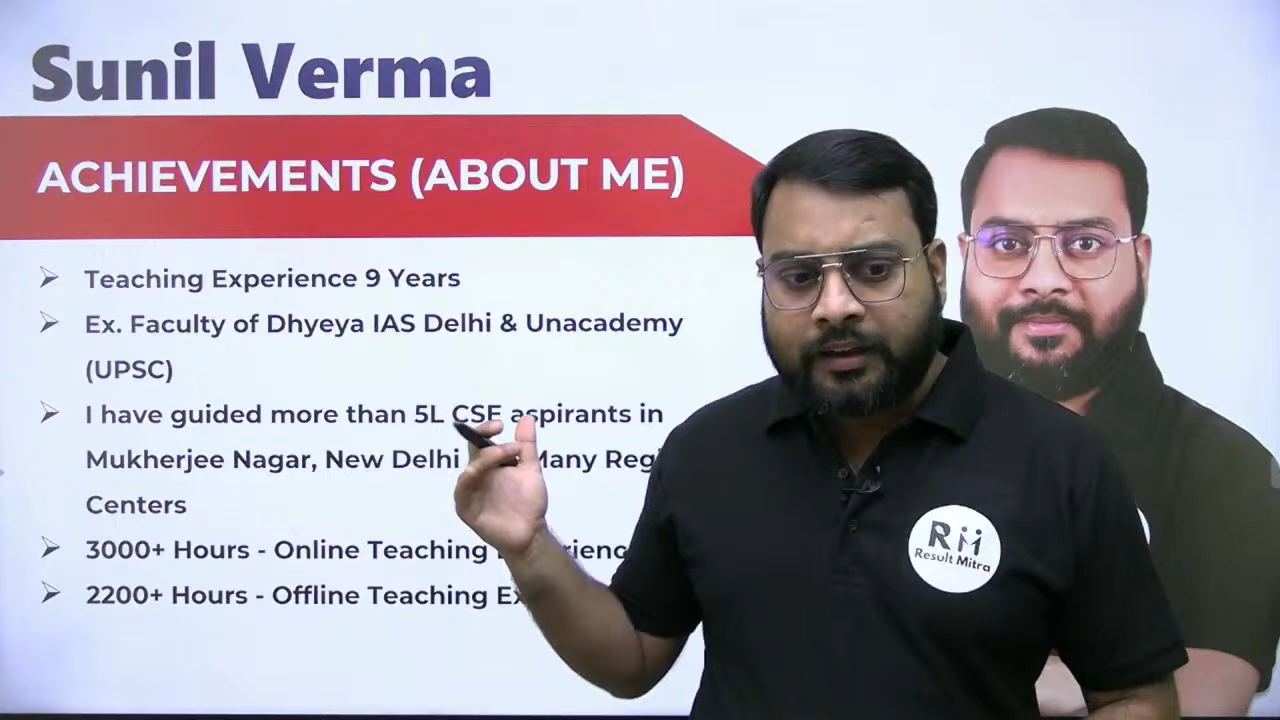 Sunil Verma
ACHIEVEMENTS (ABOUT ME)
Teaching Experience 9 Years
Ex. Faculty of Dhyeya IAS Delhi & Unacademy
(UPSC)
I have guided more than 5L CSE aspirants in
Mukherjee Nagar, New Delhi Many
Centers
3000+ Hours - Online Teaching
2200+ Hours - Offline Teaching
RM
Result Mitra